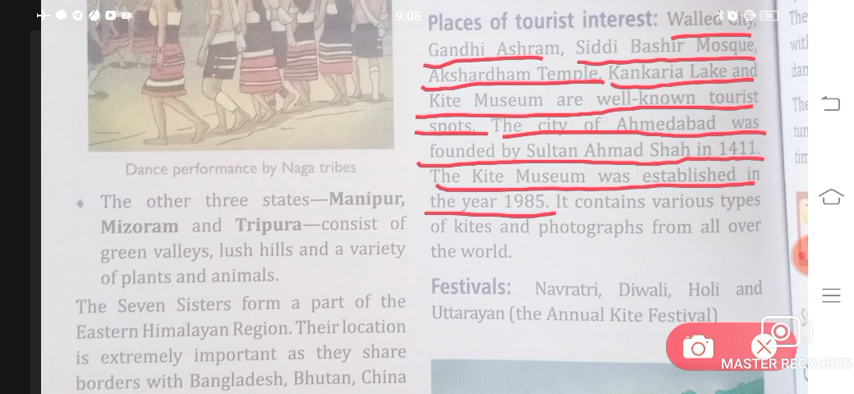 9:08
Dance performance by Naga tribes
♦ The other three states—Manipur,
Mizoram and Tripura—consist of
green valleys, lush hills and a variety
of plants and animals.
The Seven Sisters form a part of the
Eastern Himalayan Region. Their location
is extremely important as they share
borders with Bangladesh, Bhutan, China
Places of tourist interest: Walled City,
Gandhi Ashram, Siddi Bashir Mosque,
Akshardham Temple, Kankaria Lake and
Kite Museum are well-known tourist
spots. The city of Ahmedabad was
founded by Sultan Ahmad Shah in 1411.
The Kite Museum was established in
the year 1985. It contains various types
of kites and photographs from all over
the world.
Festivals: Navratri, Diwali, Holi and
Uttarayan (the Annual Kite Festival)
The
with
dan
The
tun
tim
MASTER RECORDER